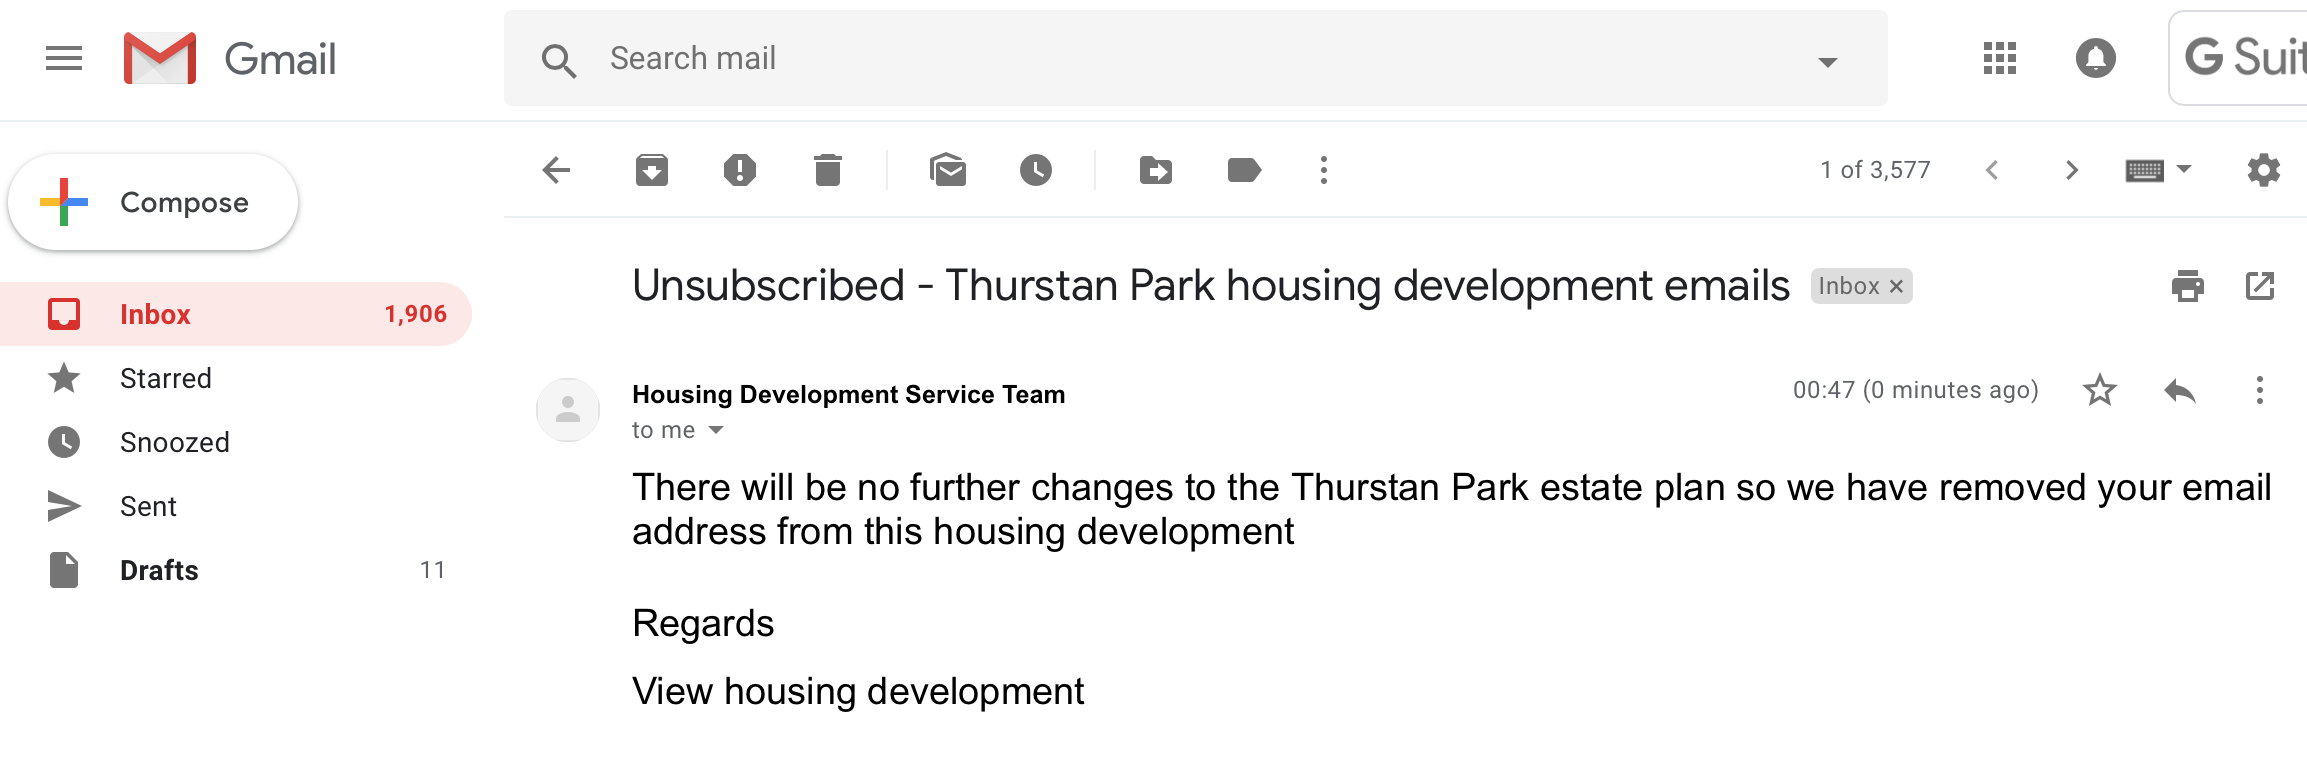 Gmail
Search mail
G Suit
Compose
1 of 3,577
Inbox 1,906
Starred
Snoozed
Sent
Drafts 11
Unsubscribed - Thurstan Park housing development emails Inbox ×
Housing Development Service Team 00:47 (0 minutes ago)
to me
There will be no further changes to the Thurstan Park estate plan so we have removed your email
address from this housing development
Regards
View housing development